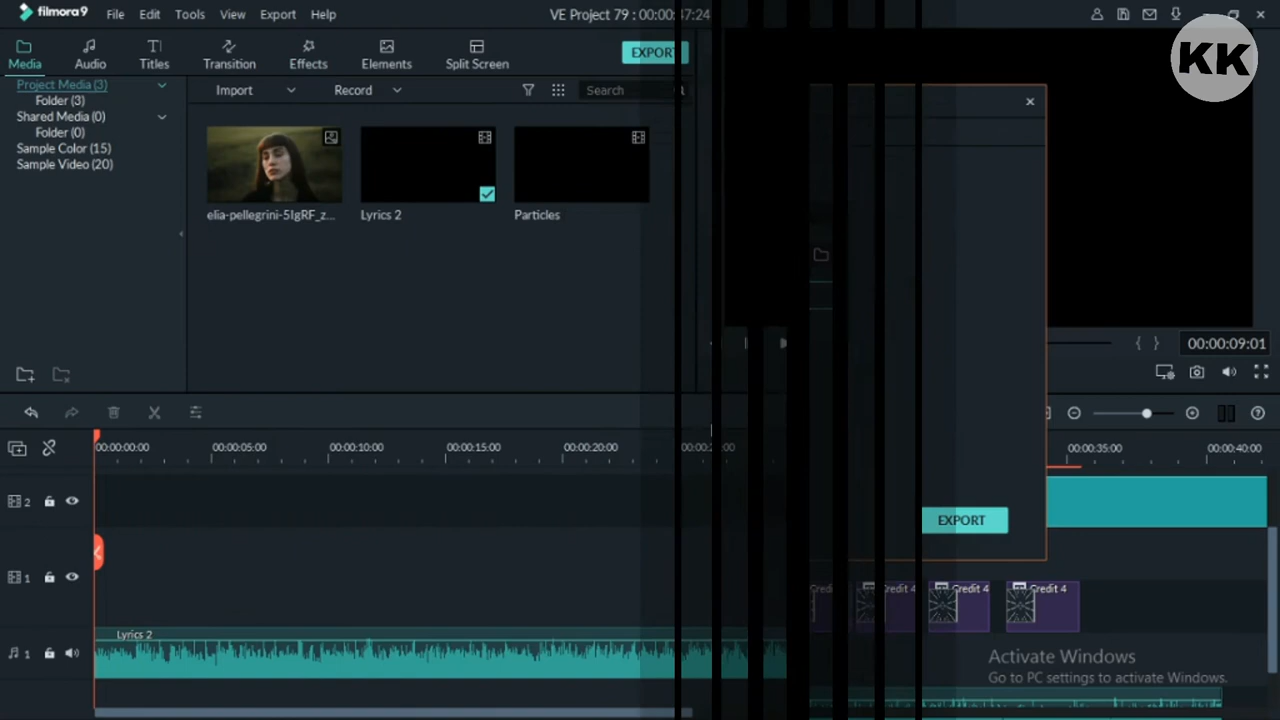 filmora9 File Edit Tools View Export Help VE Project 79 : 00:00:47:24
KK
Media Audio Titles Transition Effects Elements Split Screen EXPORT
Project Media (3) Import Record Search
Folder (3)
Shared Media (0)
Folder (0)
Sample Color (15)
Sample Video (20)
elia-pellegrini-5IgRF_z... Lyrics 2 Particles
00:00:09:01
00:00:00:00 00:00:05:00 00:00:10:00 00:00:15:00 00:00:20:00 00:00:35:00 00:00:40:00
2
EXPORT
1 Credit 4 Credit 4
Lyrics 2
1
Activate Windows
Go to PC settings to activate Windows.